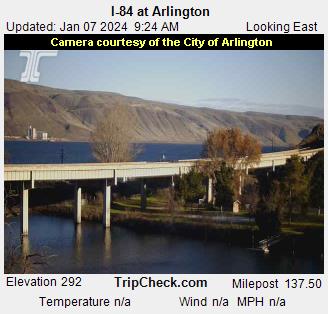 I-84 at Arlington
Updated: Jan 07 2024 9:24 AM Looking East
Camera courtesy of the City of Arlington
Elevation 292 TripCheck.com Milepost 137.50
Temperature n/a Wind n/a MPH n/a